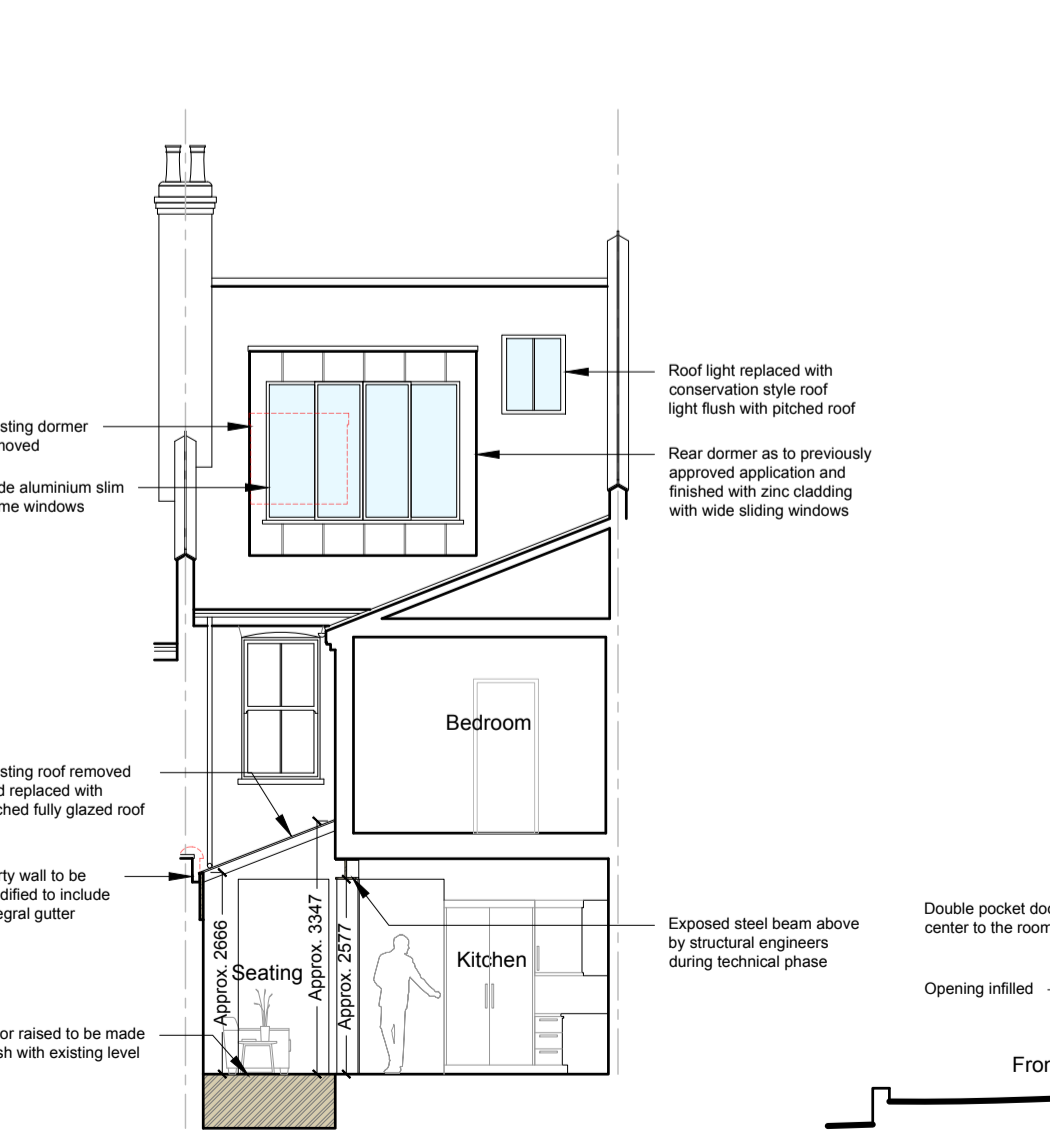 Roof light replaced with
conservation style roof
light flush with pitched roof
sting dormer
moved
Rear dormer as to previously
approved application and
finished with zinc cladding
with wide sliding windows
de aluminium slim
me windows
Bedroom
sting roof removed
d replaced with
ched fully glazed roof
rty wall to be
dified to include
egral gutter
Approx. 2666
Seating
Approx. 3347
Approx. 2577
Kitchen
Exposed steel beam above
by structural engineers
during technical phase
Double pocket doo
center to the room
Opening infilled
or raised to be made
sh with existing level
Fron